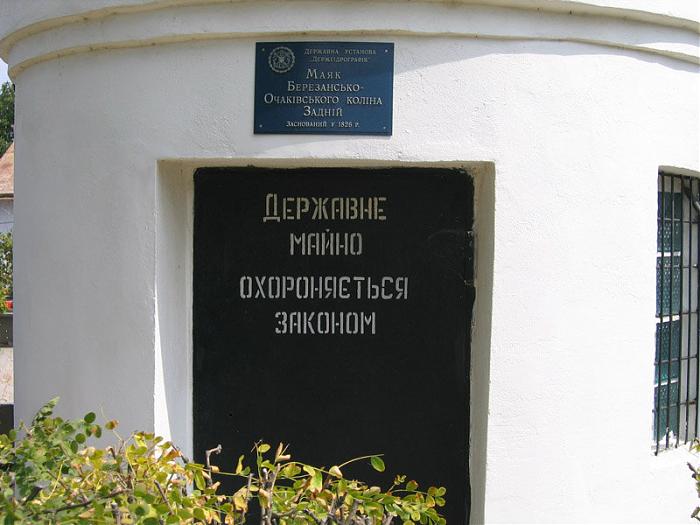 Державна установа
"Держгідрографія"
Маяк
Березансько-
Очаківського коліна
Задній
Заснований у 1826 р.
ДЕРЖАВНЕ
МАЙНО
ОХОРОНЯЄТЬСЯ
ЗАКОНОМ